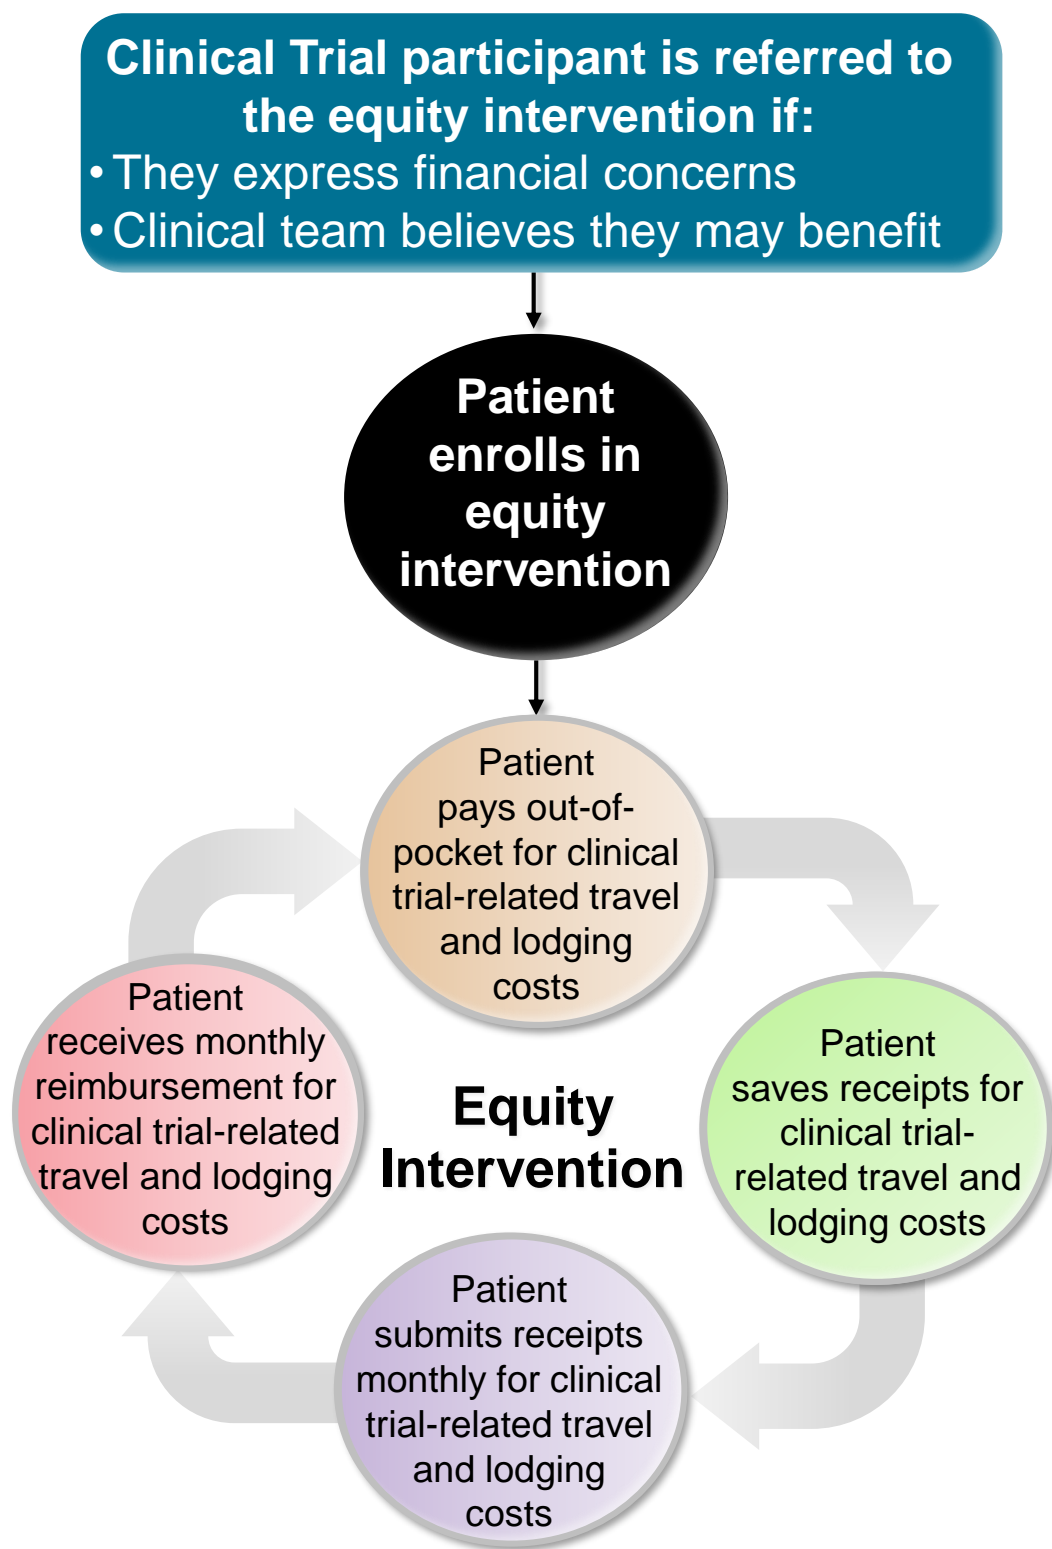 Clinical Trial participant is referred to
the equity intervention if:
• They express financial concerns
• Clinical team believes they may benefit
Patient
enrolls in
equity
intervention
Patient
pays out-of-
pocket for clinical
trial-related travel
and lodging
costs
Patient
saves receipts for
clinical trial-
related travel and
lodging costs
Patient
submits receipts
monthly for clinical
trial-related travel
and lodging
costs
Patient
receives monthly
reimbursement for
clinical trial-related
travel and lodging
costs
Equity
Intervention